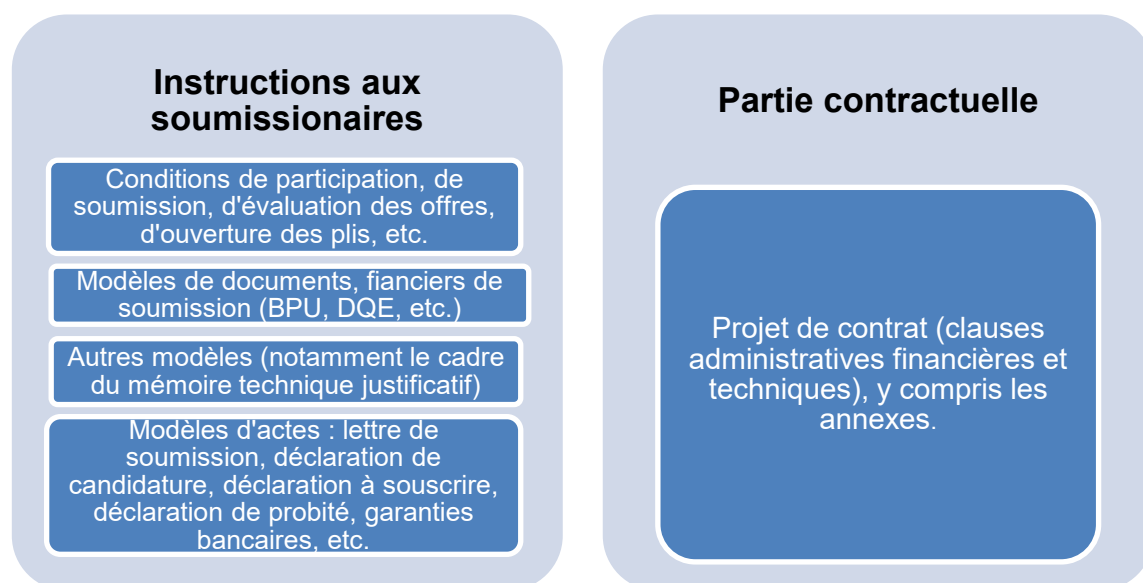 Instructions aux
soumissionaires
Conditions de participation, de
soumission, d'évaluation des offres,
d'ouverture des plis, etc.
Modèles de documents, fianciers de
soumission (BPU, DQE, etc.)
Autres modèles (notamment le cadre
du mémoire technique justificatif)
Modèles d'actes : lettre de
soumission, déclaration de
candidature, déclaration à souscrire,
déclaration de probité, garanties
bancaires, etc.
Partie contractuelle
Projet de contrat (clauses
administratives financières et
techniques), y compris les
annexes.